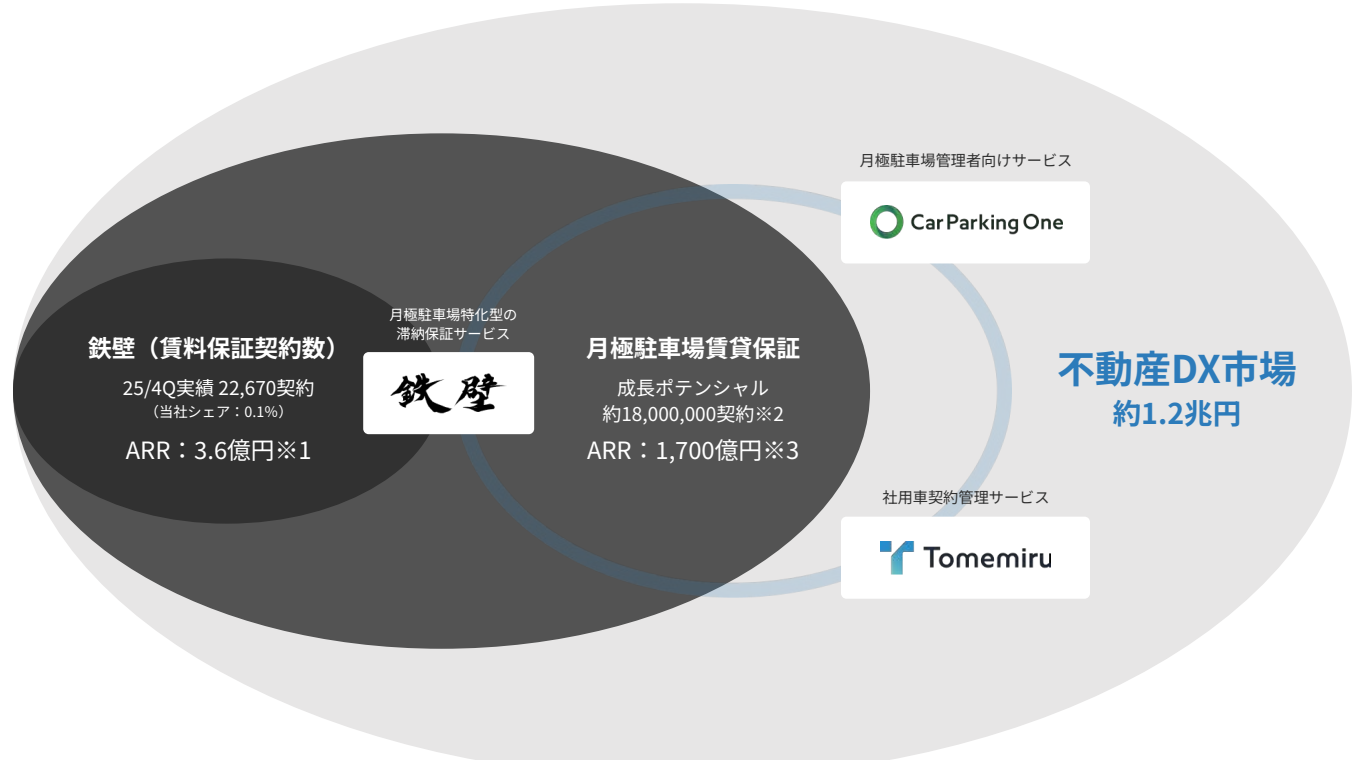 鉄壁（賃料保証契約数）
25/4Q実績 22,670契約
（当社シェア：0.1%）
ARR：3.6億円※1
月極駐車場特化型の
滞納保証サービス
鉄壁
月極駐車場賃貸保証
成長ポテンシャル
約18,000,000契約※2
ARR：1,700億円※3
月極駐車場管理者向けサービス
CarParking One
社用車契約管理サービス
Tomemiru
不動産DX市場
約1.2兆円